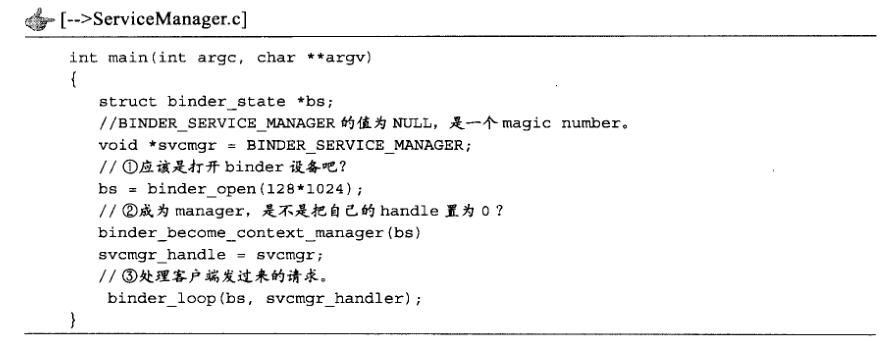 [-->ServiceManager.c]
int main(int argc, char **argv)
{
struct binder_state *bs;
//BINDER_SERVICE_MANAGER 的值为 NULL，是一个 magic number。
void *svcmgr = BINDER_SERVICE_MANAGER;
// ①应该是打开 binder 设备吧？
bs = binder_open(128*1024);
// ②成为 manager，是不是把自己的 handle 置为 0？
binder_become_context_manager(bs)
svcmgr_handle = svcmgr;
// ③处理客户端发过来的请求。
binder_loop(bs, svcmgr_handler);
}